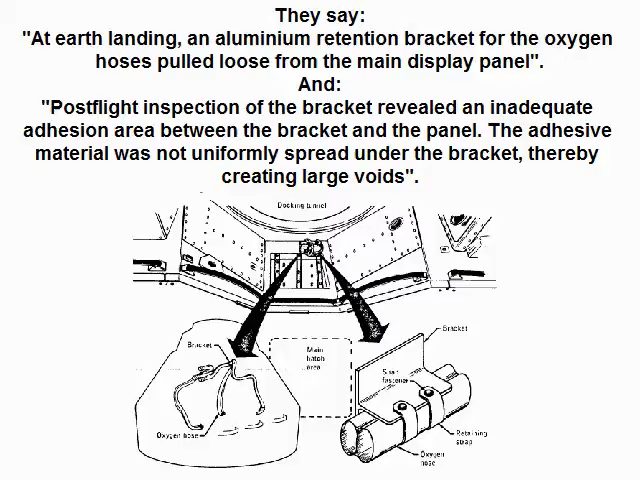 They say:
"At earth landing, an aluminium retention bracket for the oxygen
hoses pulled loose from the main display panel".
And:
"Postflight inspection of the bracket revealed an inadequate
adhesion area between the bracket and the panel. The adhesive
material was not uniformly spread under the bracket, thereby
creating large voids".
Docking tunnel
Bracket
Main
hatch
area
Bracket
Snap
fastener
Oxygen hose
Retaining
strap
Oxygen
hose